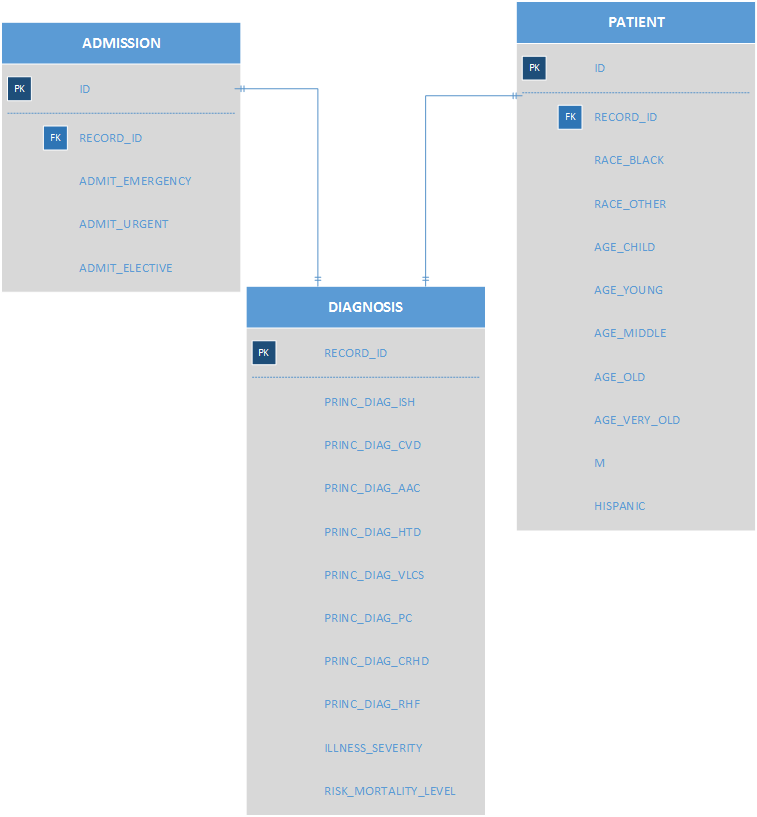 ADMISSION
PK ID
FK RECORD_ID
ADMIT_EMERGENCY
ADMIT_URGENT
ADMIT_ELECTIVE
PATIENT
PK ID
FK RECORD_ID
RACE_BLACK
RACE_OTHER
AGE_CHILD
AGE_YOUNG
AGE_MIDDLE
AGE_OLD
AGE_VERY_OLD
M
HISPANIC
DIAGNOSIS
PK RECORD_ID
PRINC_DIAG_ISH
PRINC_DIAG_CVD
PRINC_DIAG_AAC
PRINC_DIAG_HTD
PRINC_DIAG_VLCS
PRINC_DIAG_PC
PRINC_DIAG_CRHD
PRINC_DIAG_RHF
ILLNESS_SEVERITY
RISK_MORTALITY_LEVEL